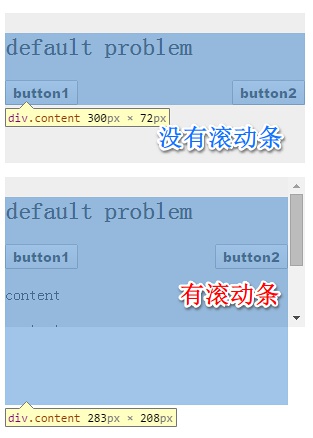 default problem
button1 button2
div.content 300px × 72px
没有滚动条
default problem
button1 button2
有滚动条
content
div.content 283px × 208px